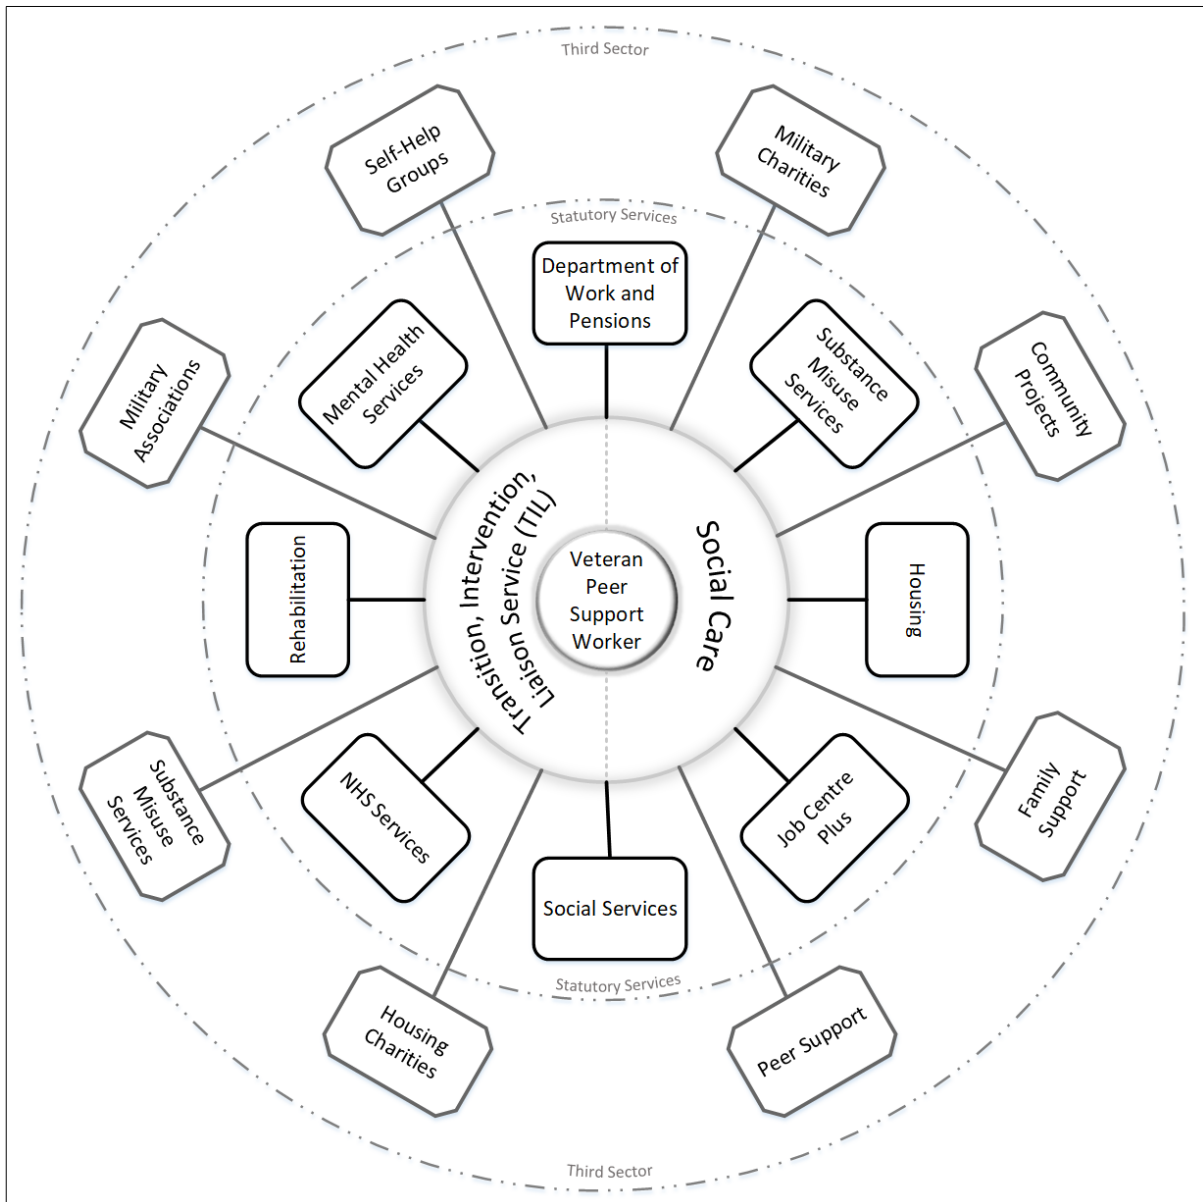 Third Sector
Self-Help
Groups
Military
Charities
Statutory Services
Department of
Work and
Pensions
Mental Health
Services
Substance
Misuse
Services
Military
Associations
Community
Projects
Transition, Intervention,
Liaison Service (TIL)
Veteran
Peer
Support
Worker
Social Care
Rehabilitation
Housing
Substance
Misuse
Services
NHS Services
Job Centre
Plus
Family
Support
Social Services
Statutory Services
Housing
Charities
Peer Support
Third Sector